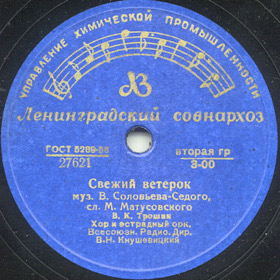 УПРАВЛЕНИЕ ХИМИЧЕСКОЙ ПРОМЫШЛЕННОСТИ
ЛЗ
Ленинградский совнархоз
ГОСТ 5289-56
27621
вторая гр
3-00
Свежий ветерок
муз. В. Соловьева-Седого,
сл. М. Матусовского
В. К. Трошин
Хор и эстрадный орк.
Всесоюзн. Радио. Дир.
В. Н. Кнушевицкий